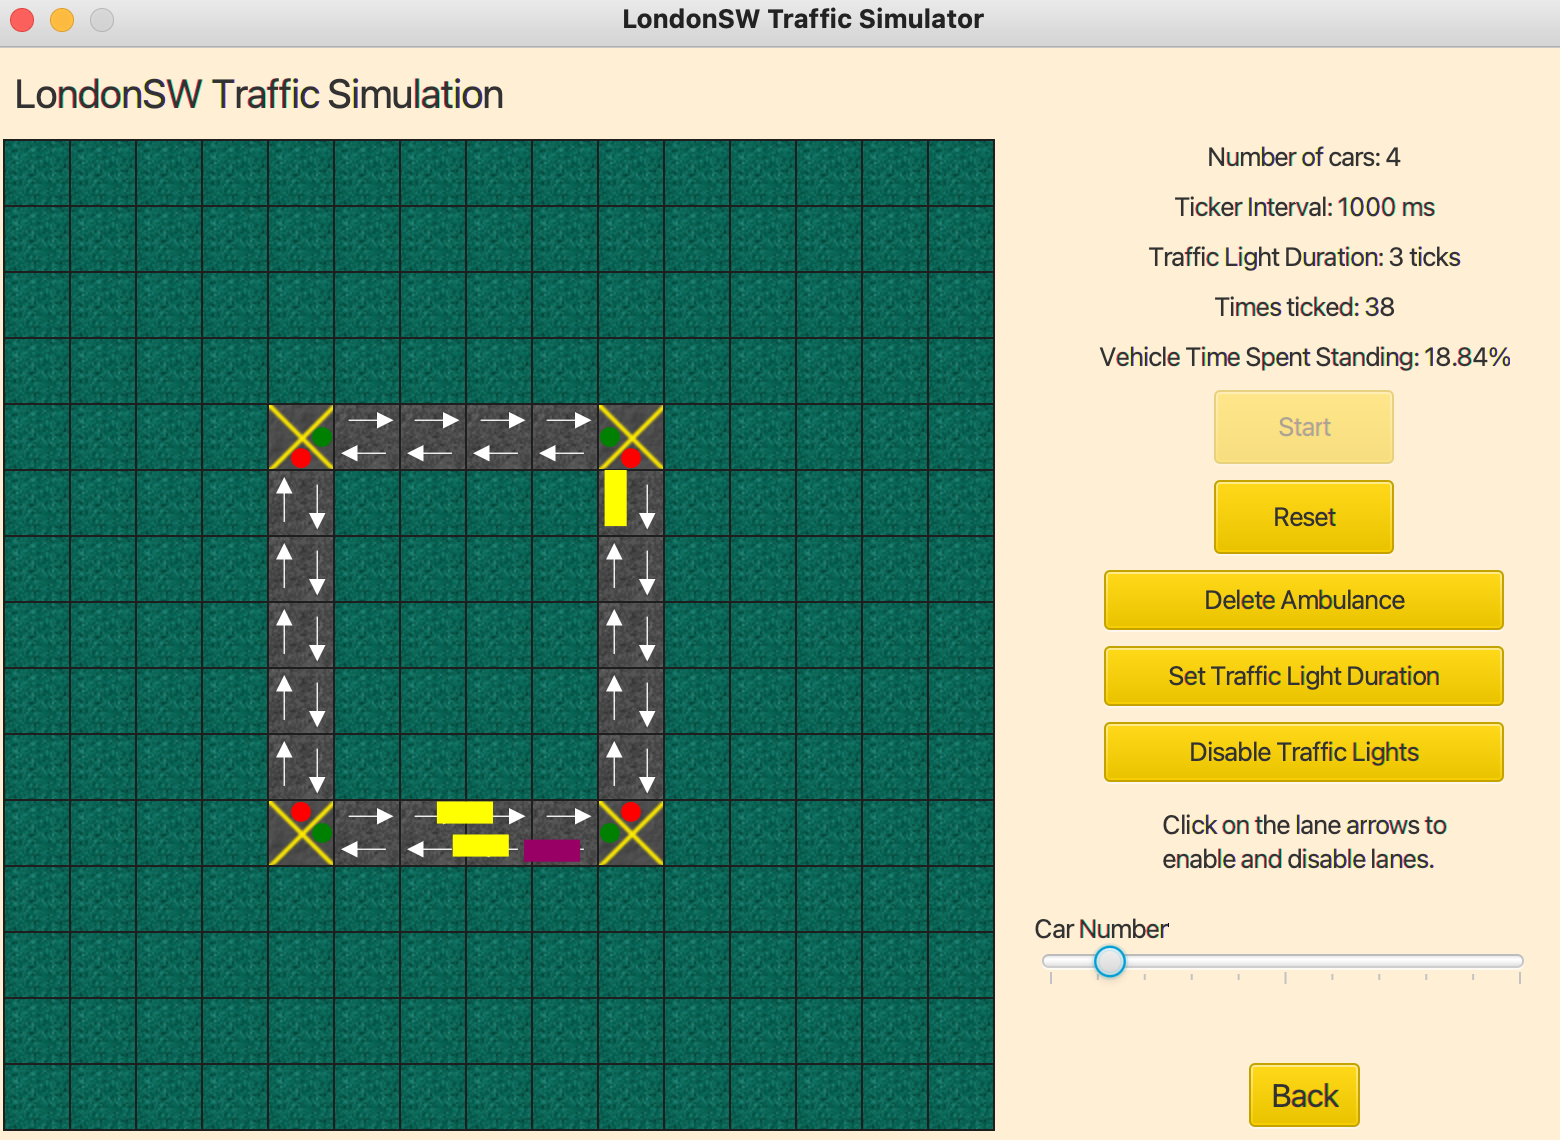 LondonSW Traffic Simulator
LondonSW Traffic Simulation
Number of cars: 4
Ticker Interval: 1000 ms
Traffic Light Duration: 3 ticks
Times ticked: 38
Vehicle Time Spent Standing: 18.84%
Start
Reset
Delete Ambulance
Set Traffic Light Duration
Disable Traffic Lights
Click on the lane arrows to
enable and disable lanes.
Car Number
Back